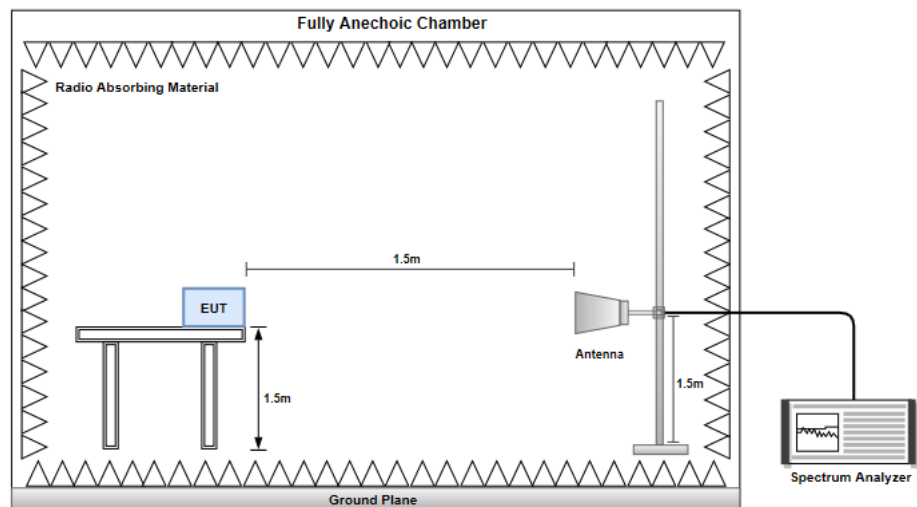 Fully Anechoic Chamber
Radio Absorbing Material
1.5m
EUT
Antenna
1.5m
1.5m
Spectrum Analyzer
Ground Plane